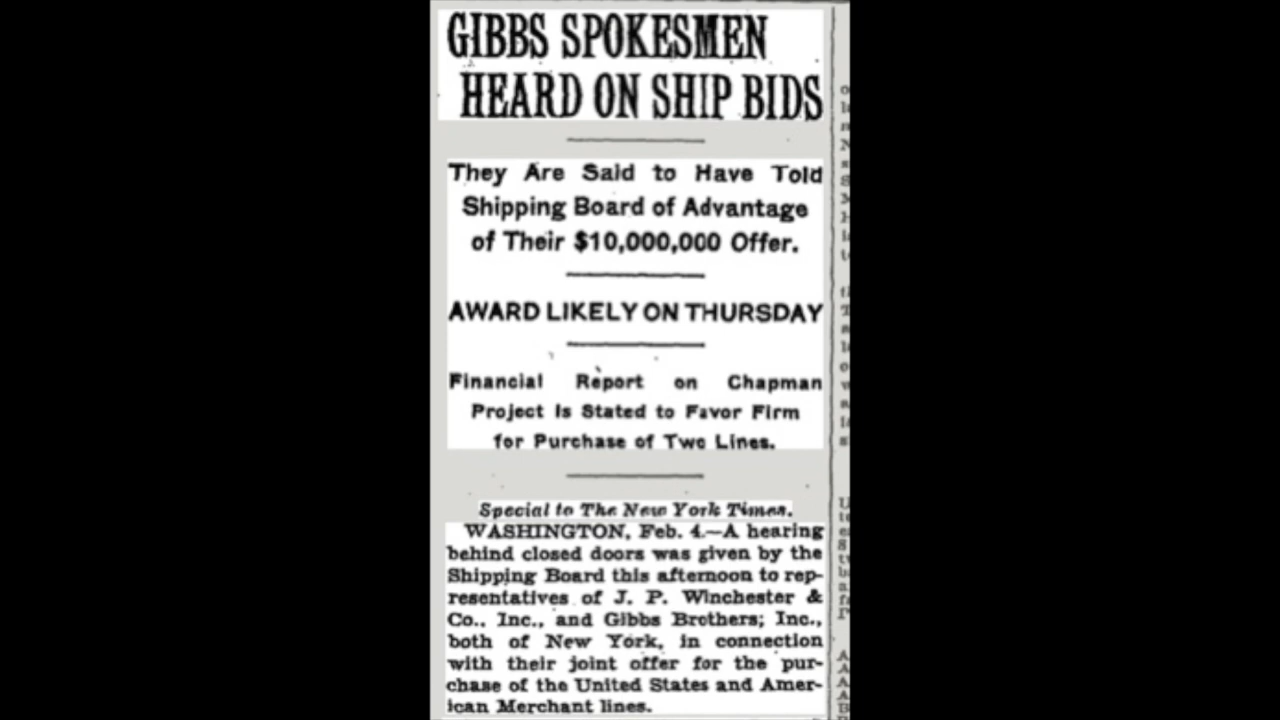 GIBBS SPOKESMEN
HEARD ON SHIP BIDS
They Are Said to Have Told
Shipping Board of Advantage
of Their $10,000,000 Offer.
AWARD LIKELY ON THURSDAY
Financial Report on Chapman
Project Is Stated to Favor Firm
for Purchase of Two Lines.
Special to The New York Times.
WASHINGTON, Feb. 4.—A hearing
behind closed doors was given by the
Shipping Board this afternoon to rep-
resentatives of J. P. Winchester &
Co., Inc., and Gibbs Brothers; Inc.,
both of New York, in connection
with their joint offer for the pur-
chase of the United States and Amer-
ican Merchant lines.